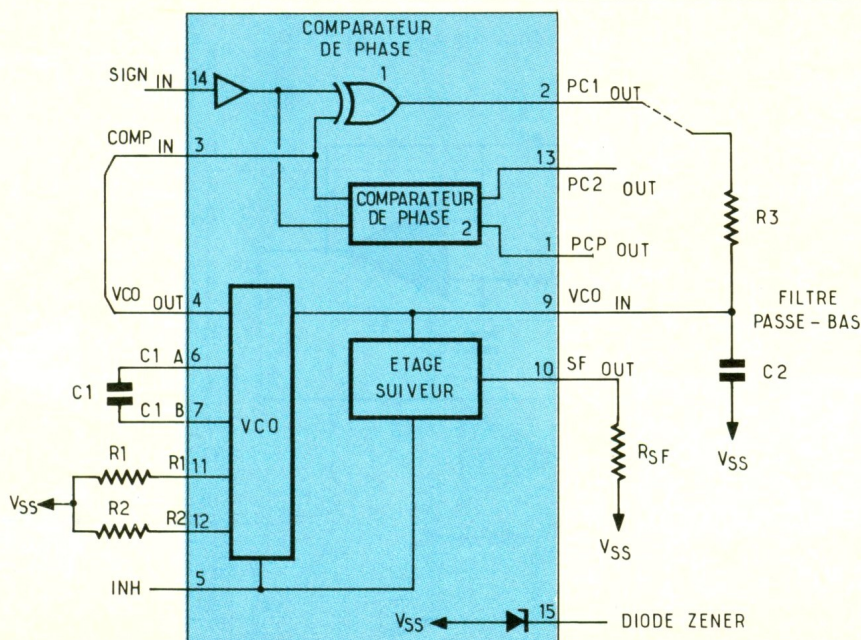 COMPARATEUR
DE PHASE
1
SIGN IN 14
2 PC1 OUT
COMP IN
3
13
PC2 OUT
COMPARATEUR
DE PHASE 2
1 PCP OUT
R3
VCO OUT 4
9 VCO IN
FILTRE
PASSE-BAS
C1 A 6
C1
C1 B 7
VCO
ETAGE
SUIVEUR
10 SF OUT
C2
VSS
R1 R1 11
VSS
R2 R2 12
RSF
VSS
INH 5
VSS
15 DIODE ZENER